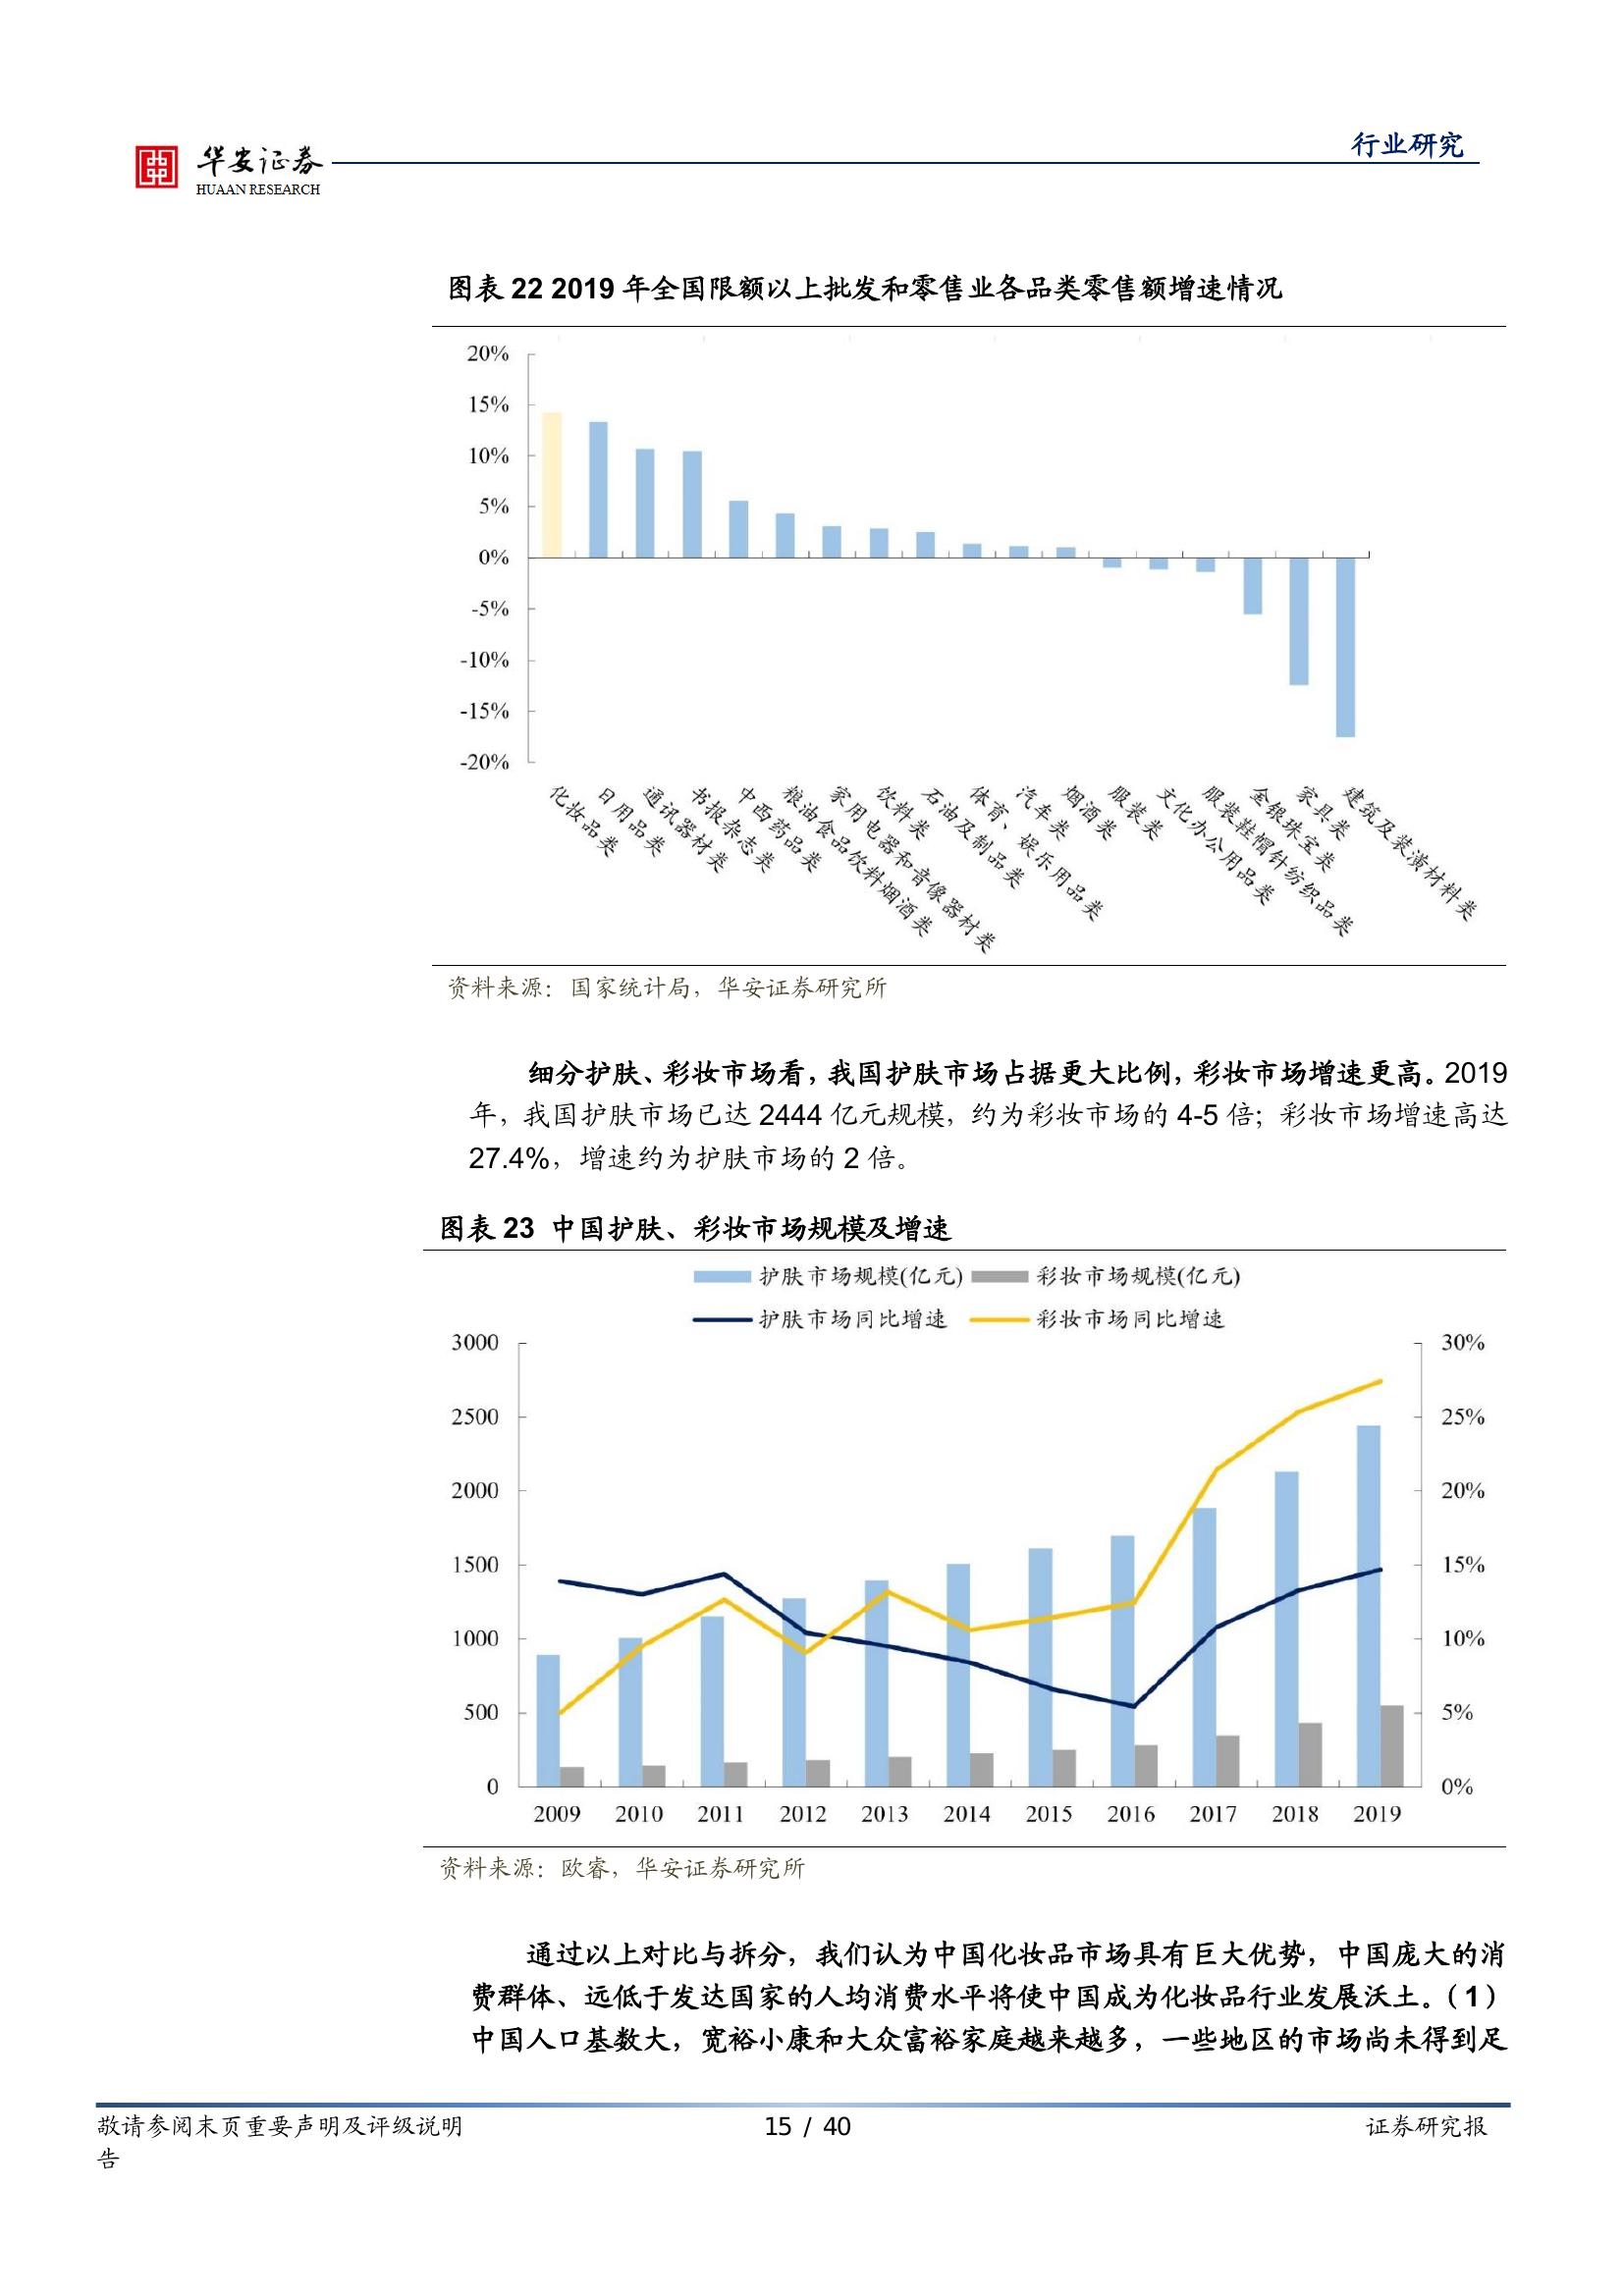 华安证券
HUAAN RESEARCH
行业研究
图表 22 2019 年全国限额以上批发和零售业各品类零售额增速情况
20%
15%
10%
5%
0%
-5%
-10%
-15%
-20%
化妆品类
日用品类
通讯器材类
书报杂志类
中西药品类
粮油食品饮料烟酒类
家用电器和音像器材类
饮料类
石油及制品类
体育、娱乐用品类
汽车类
烟酒类
服装类
文化办公用品类
服装鞋帽针纺织品类
金银珠宝类
家具类
建筑及装潢材料类
资料来源：国家统计局，华安证券研究所
细分护肤、彩妆市场看，我国护肤市场占据更大比例，彩妆市场增速更高。2019
年，我国护肤市场已达 2444 亿元规模，约为彩妆市场的 4-5 倍；彩妆市场增速高达
27.4%，增速约为护肤市场的 2 倍。
图表 23 中国护肤、彩妆市场规模及增速
护肤市场规模(亿元) 彩妆市场规模(亿元)
护肤市场同比增速 彩妆市场同比增速
3000 30%
2500 25%
2000 20%
1500 15%
1000 10%
500 5%
0 0%
2009 2010 2011 2012 2013 2014 2015 2016 2017 2018 2019
资料来源：欧睿，华安证券研究所
通过以上对比与拆分，我们认为中国化妆品市场具有巨大优势，中国庞大的消
费群体、远低于发达国家的人均消费水平将使中国成为化妆品行业发展沃土。（1）
中国人口基数大，宽裕小康和大众富裕家庭越来越多，一些地区的市场尚未得到足
敬请参阅末页重要声明及评级说明 15 / 40 证券研究报
告